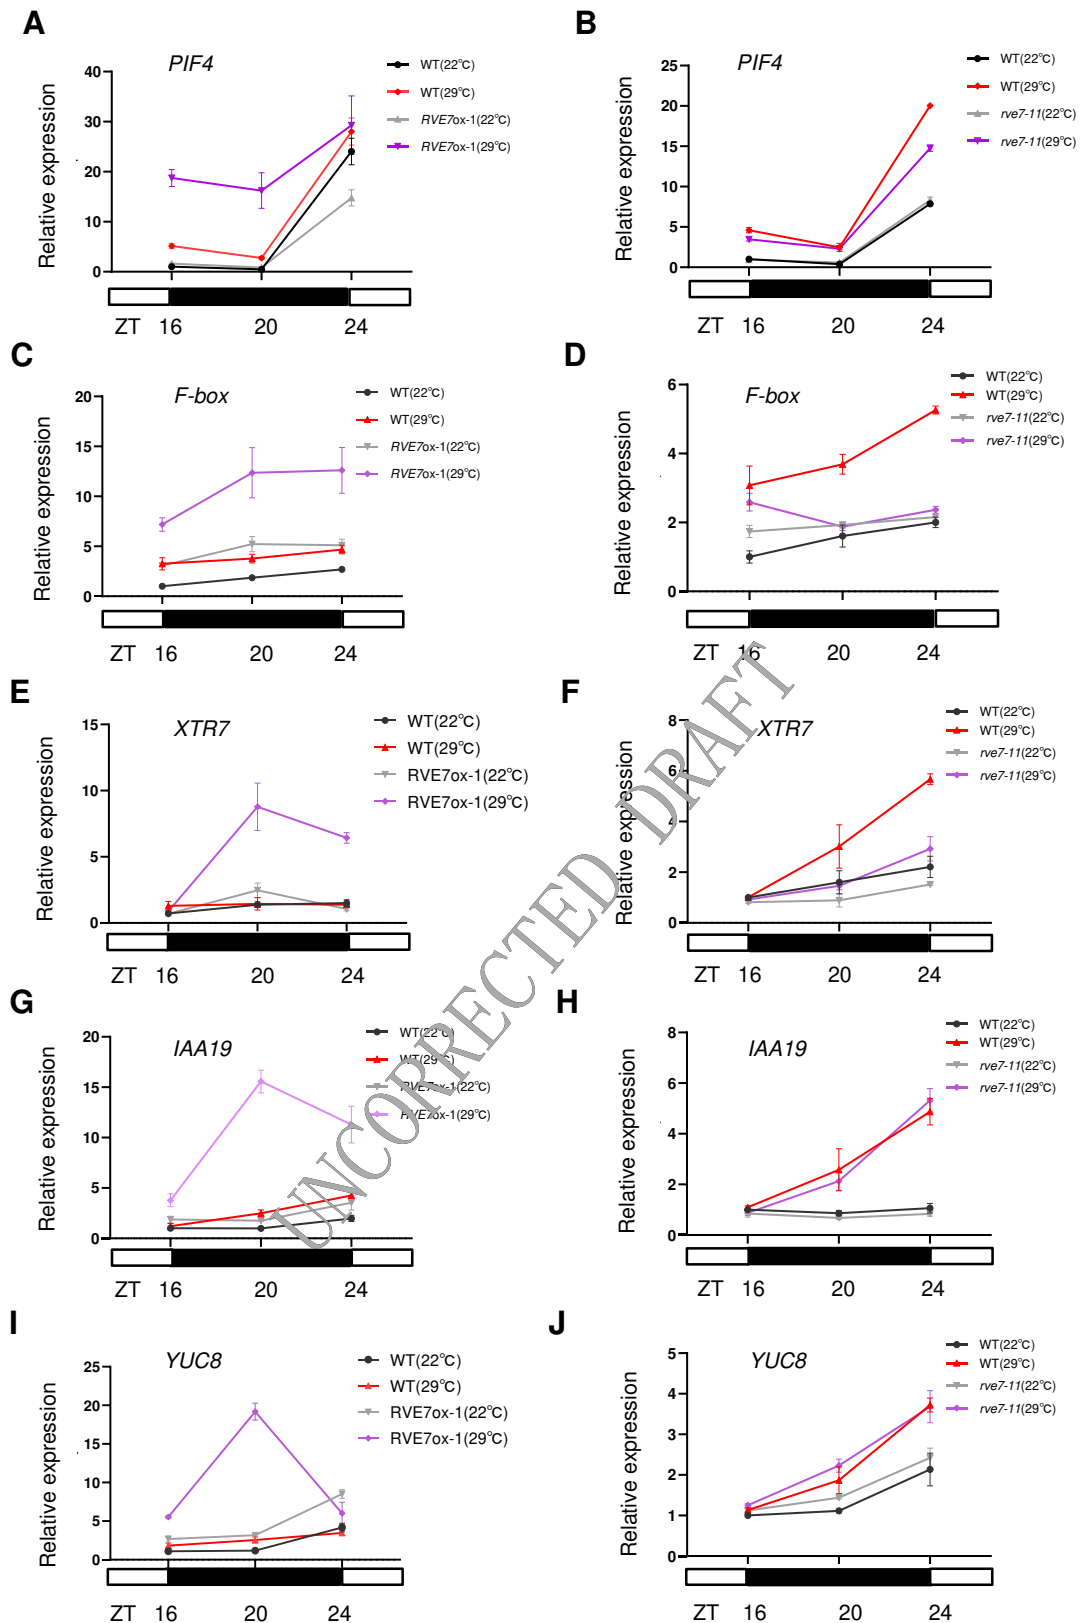 A
PIF4
Relative expression
40
30
20
10
0
WT(22°C)
WT(29°C)
RVE7ox-1(22°C)
RVE7ox-1(29°C)
ZT 16 20 24
B
PIF4
Relative expression
25
20
15
10
5
0
WT(22°C)
WT(29°C)
rve7-11(22°C)
rve7-11(29°C)
ZT 16 20 24
C
F-box
Relative expression
20
15
10
5
0
WT(22°C)
WT(29°C)
RVE7ox-1(22°C)
RVE7ox-1(29°C)
ZT 16 20 24
D
F-box
Relative expression
6
4
2
0
WT(22°C)
WT(29°C)
rve7-11(22°C)
rve7-11(29°C)
ZT 16 20 24
E
XTR7
Relative expression
15
10
5
0
WT(22°C)
WT(29°C)
RVE7ox-1(22°C)
RVE7ox-1(29°C)
ZT 16 20 24
F
XTR7
Relative expression
8
6
4
2
0
WT(22°C)
WT(29°C)
rve7-11(22°C)
rve7-11(29°C)
ZT 16 20 24
G
IAA19
Relative expression
20
15
10
5
0
WT(22°C)
WT(29°C)
RVE7ox-1(22°C)
RVE7ox-1(29°C)
ZT 16 20 24
H
IAA19
Relative expression
8
6
4
2
0
WT(22°C)
WT(29°C)
rve7-11(22°C)
rve7-11(29°C)
ZT 16 20 24
I
YUC8
Relative expression
25
20
15
10
5
0
WT(22°C)
WT(29°C)
RVE7ox-1(22°C)
RVE7ox-1(29°C)
ZT 16 20 24
J
YUC8
Relative expression
5
4
3
2
1
0
WT(22°C)
WT(29°C)
rve7-11(22°C)
rve7-11(29°C)
ZT 16 20 24
UNCORRECTED DRAFT